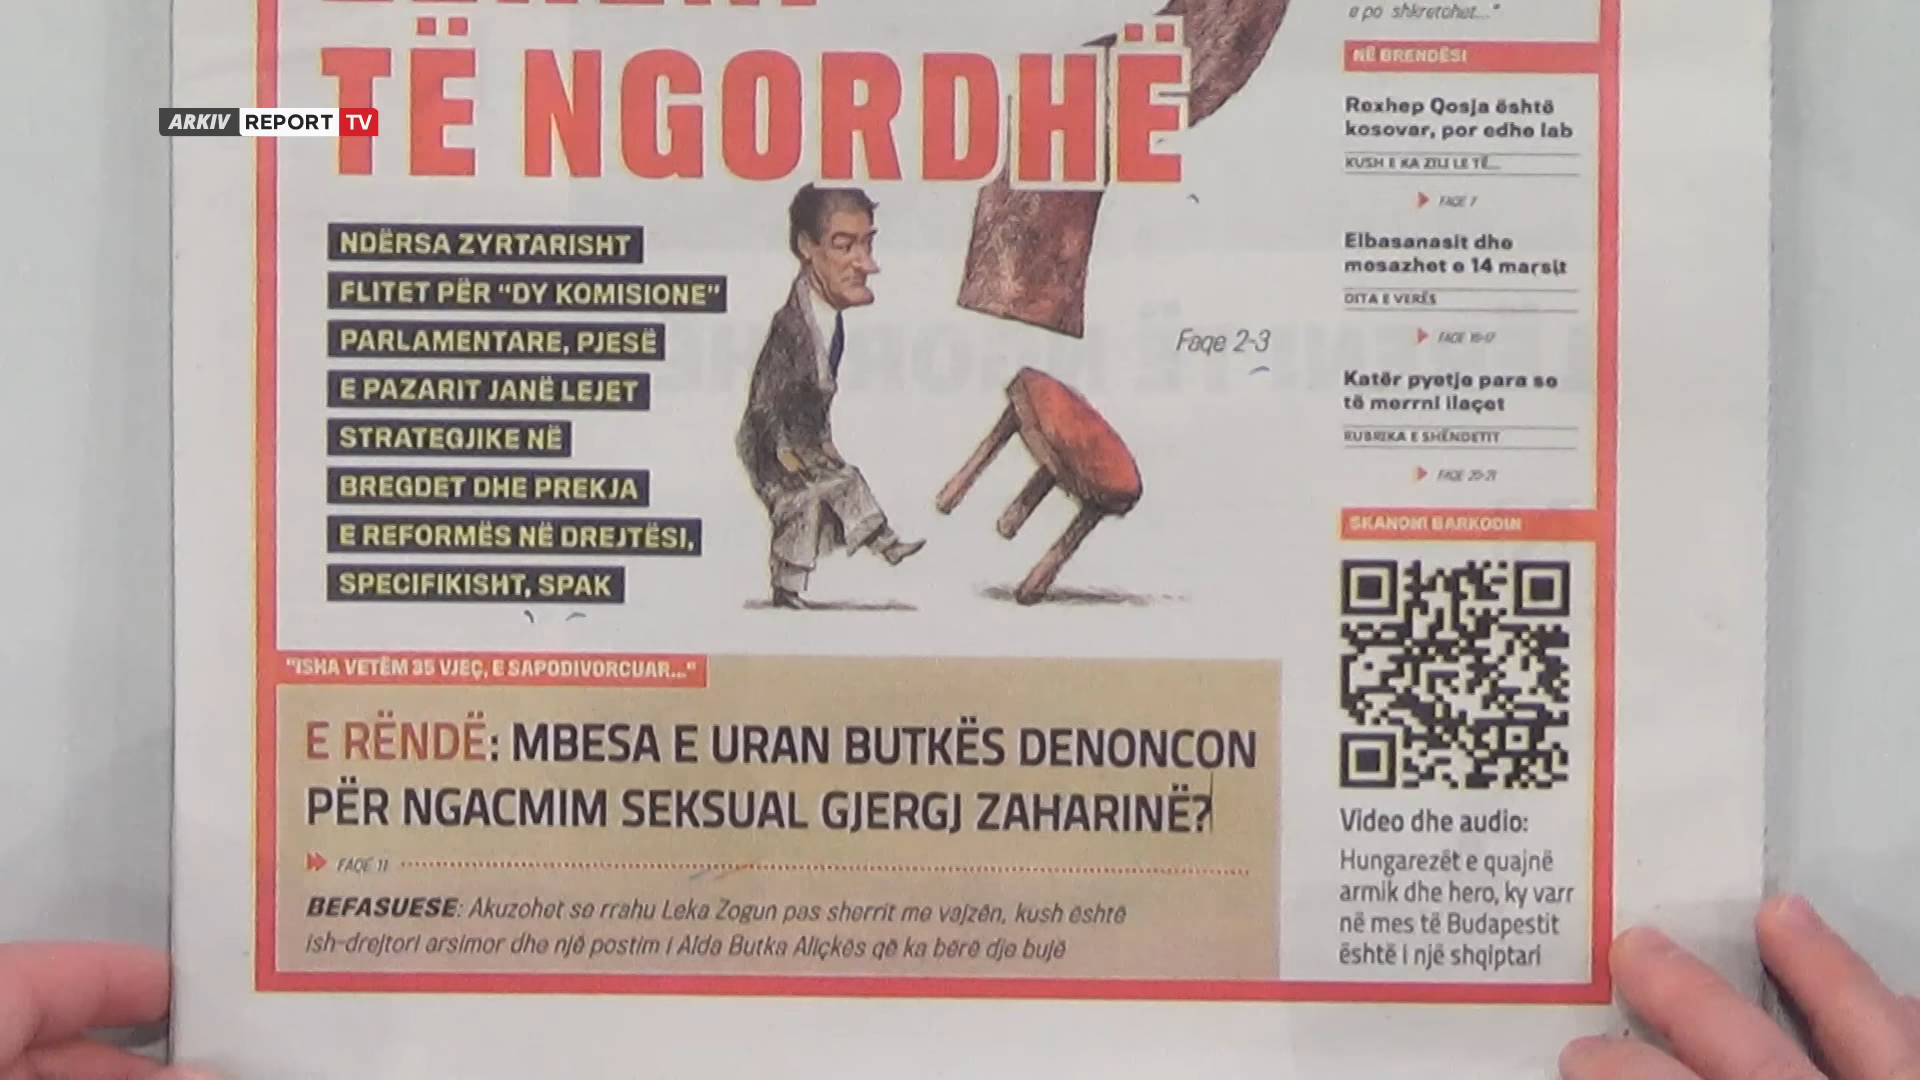 ARKIV REPORT TV
TË NGORDHË
NDËRSA ZYRTARISHT
FLITET PËR “DY KOMISIONE”
PARLAMENTARE, PJESË
E PAZARIT JANË LEJET
STRATEGJIKE NË
BREGDET DHE PREKJA
E REFORMËS NË DREJTËSI,
SPECIFIKISHT, SPAK
Faqe 2-3
"ISHA VETËM 35 VJEÇ, E SAPODIVORCUAR..."
E RËNDË: MBESA E URAN BUTKËS DENONCON
PËR NGACMIM SEKSUAL GJERGJ ZAHARINË?
FAQE 11
BEFASUESE: Akuzohet se rrahu Leka Zogun pas sherrit me vajzën, kush është
ish-drejtori arsimor dhe një postim i Alda Butka Aliçkës që ka bërë dje bujë
e po shkretohet..."
NË BRENDËSI
Rexhep Qosja është
kosovar, por edhe lab
KUSH E KA ZILI LE TË...
FAQE 7
Elbasanasit dhe
mesazhet e 14 marsit
DITA E VERËS
FAQE 16-17
Katër pyetje para se
të merrni ilaçet
RUBRIKA E SHËNDETIT
FAQE 20-21
SKANONI BARKODIN
Video dhe audio:
Hungarezët e quajnë
armik dhe hero, ky varr
në mes të Budapestit
është i një shqiptari